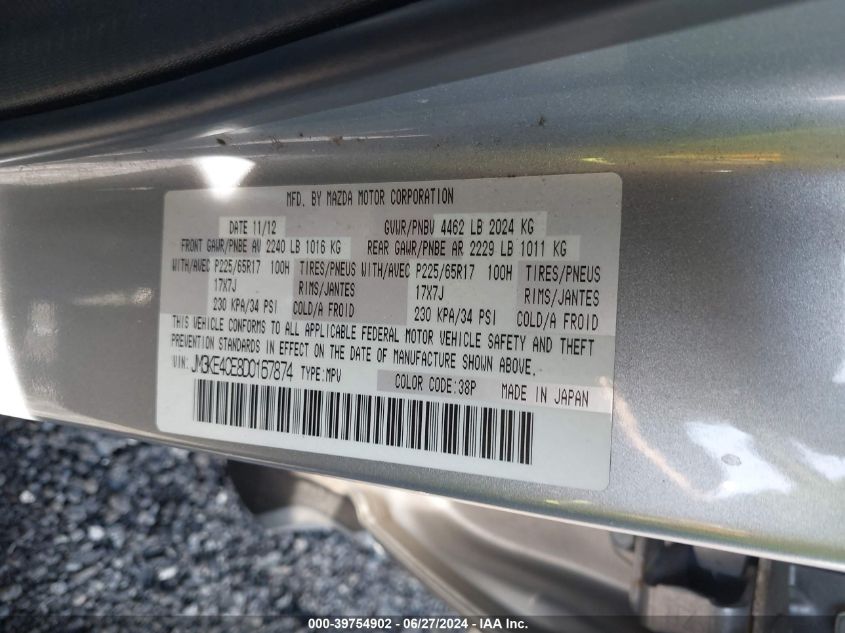 MFD. BY MAZDA MOTOR CORPORATION
DATE 11/12 GVWR/PNBV 4462 LB 2024 KG
FRONT GAWR/PNBE AV 2240 LB 1016 KG REAR GAWR/PNBE AR 2229 LB 1011 KG
WITH/AVEC P225/65R17 100H TIRES/PNEUS WITH/AVEC P225/65R17 100H TIRES/PNEUS
17X7J RIMS/JANTES 17X7J RIMS/JANTES
230 KPA/34 PSI COLD/A FROID 230 KPA/34 PSI COLD/A FROID
THIS VEHICLE CONFORMS TO ALL APPLICABLE FEDERAL MOTOR VEHICLE SAFETY AND THEFT
PREVENTION STANDARDS IN EFFECT ON THE DATE OF MANUFACTURE SHOWN ABOVE.
VIN: JM3KE4CE8D0157874 TYPE:MPV COLOR CODE:38P MADE IN JAPAN
000-39754902 - 06/27/2024 - IAA Inc.